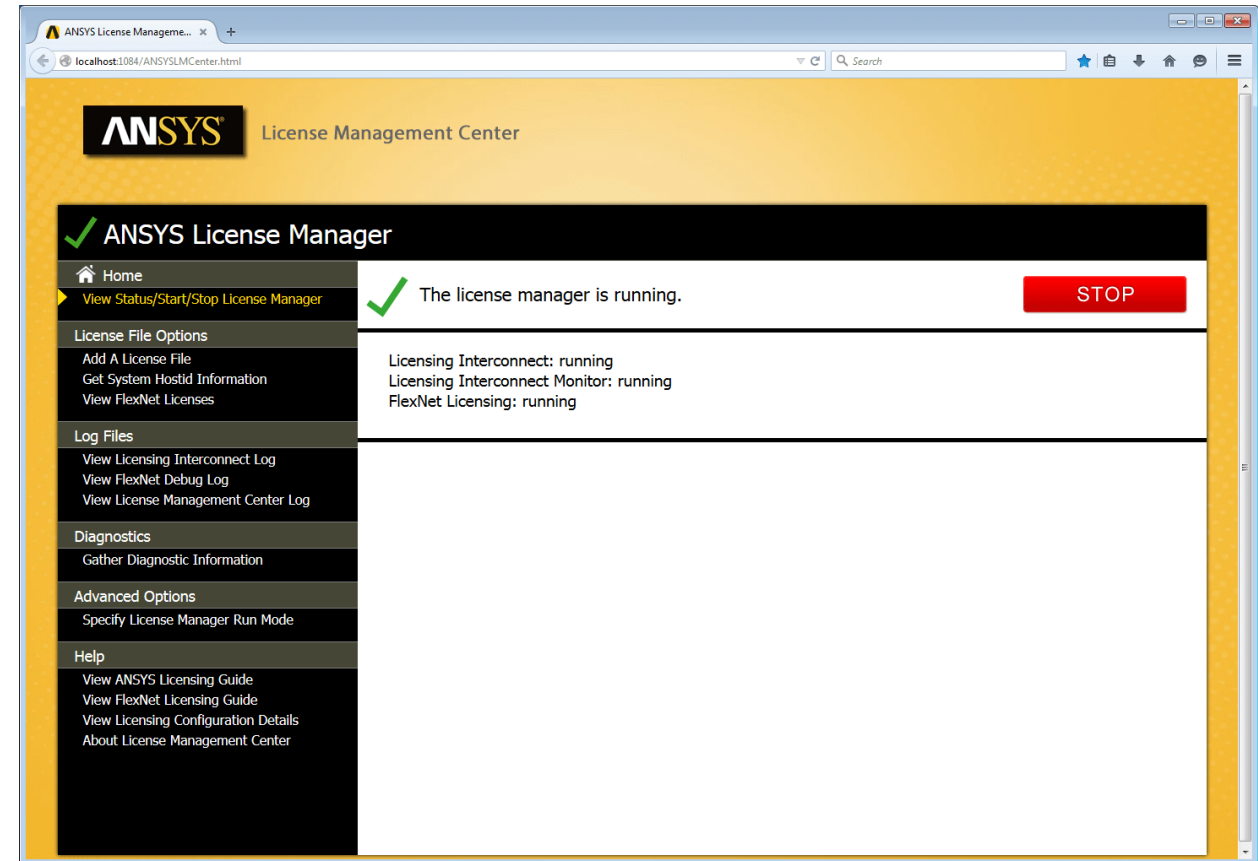 ANSYS License Manageme...
localhost:1084/ANSYSLMCenter.html
Search
ANSYS®
License Management Center
ANSYS License Manager
Home
View Status/Start/Stop License Manager
License File Options
Add A License File
Get System Hostid Information
View FlexNet Licenses
Log Files
View Licensing Interconnect Log
View FlexNet Debug Log
View License Management Center Log
Diagnostics
Gather Diagnostic Information
Advanced Options
Specify License Manager Run Mode
Help
View ANSYS Licensing Guide
View FlexNet Licensing Guide
View Licensing Configuration Details
About License Management Center
The license manager is running.
STOP
Licensing Interconnect: running
Licensing Interconnect Monitor: running
FlexNet Licensing: running